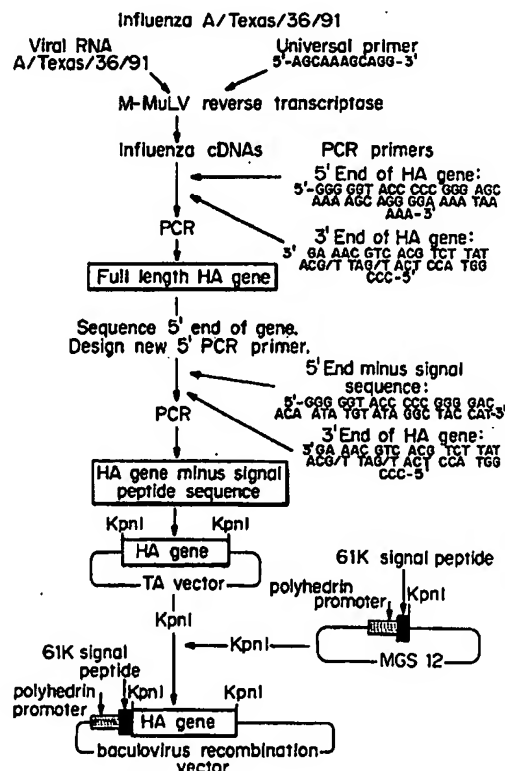 Influenza A/Texas/36/91
Viral RNA
A/Texas/36/91
Universal primer
5'-AGCAAAGCAGG-3'
M-MuLV reverse transcriptase
Influenza cDNAs
PCR primers
5' End of HA gene:
5'-GGG GGT ACC CCC GGG AGC
AAA AGC AGG GGA AAA TAA
AAA-3'
PCR
3' End of HA gene:
3' GA AAC GTC ACG TCT TAT
ACG/T TAG/T ACT CCA TGG
CCC-5'
Full length HA gene
Sequence 5' end of gene.
Design new 5' PCR primer.
5' End minus signal
sequence:
5'-GGG GGT ACC CCC GGG GAC
ACA ATA TGT ATA GGC TAC CAT-3'
PCR
3' End of HA gene:
3'GA AAC GTC ACG TCT TAT
ACG/T TAG/T ACT CCA TGG
CCC-5'
HA gene minus signal
peptide sequence
KpnI KpnI
HA gene
TA vector
61K signal peptide
polyhedrin
promoter
KpnI
KpnI
KpnI
MGS 12
61K signal
peptide
polyhedrin
promoter
KpnI KpnI
HA gene
baculovirus recombination
vector